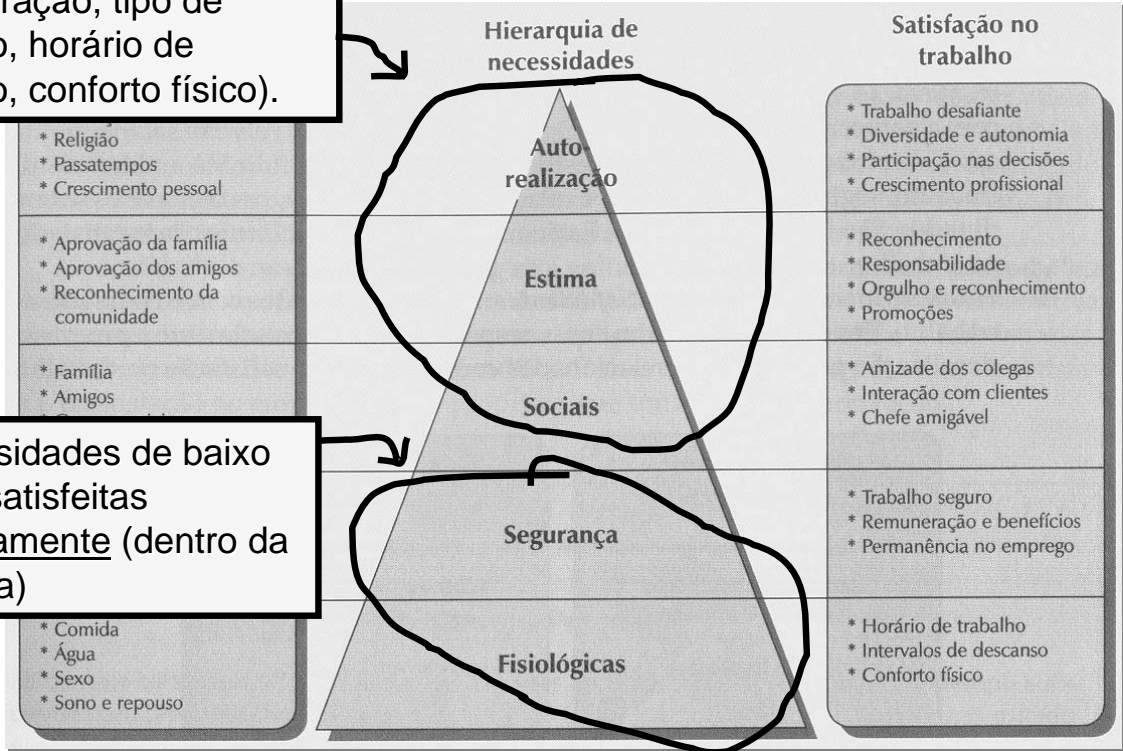 ração, tipo de
o, horário de
o, conforto físico).
Hierarquia de
necessidades
Satisfação no
trabalho
* Religião
* Passatempos
* Crescimento pessoal
Auto-
realização
* Trabalho desafiante
* Diversidade e autonomia
* Participação nas decisões
* Crescimento profissional
* Aprovação da família
* Aprovação dos amigos
* Reconhecimento da
comunidade
Estima
* Reconhecimento
* Responsabilidade
* Orgulho e reconhecimento
* Promoções
* Família
* Amigos
Sociais
* Amizade dos colegas
* Interação com clientes
* Chefe amigável
sidades de baixo
satisfeitas
amente (dentro da
a)
Segurança
* Trabalho seguro
* Remuneração e benefícios
* Permanência no emprego
* Comida
* Água
* Sexo
* Sono e repouso
Fisiológicas
* Horário de trabalho
* Intervalos de descanso
* Conforto físico